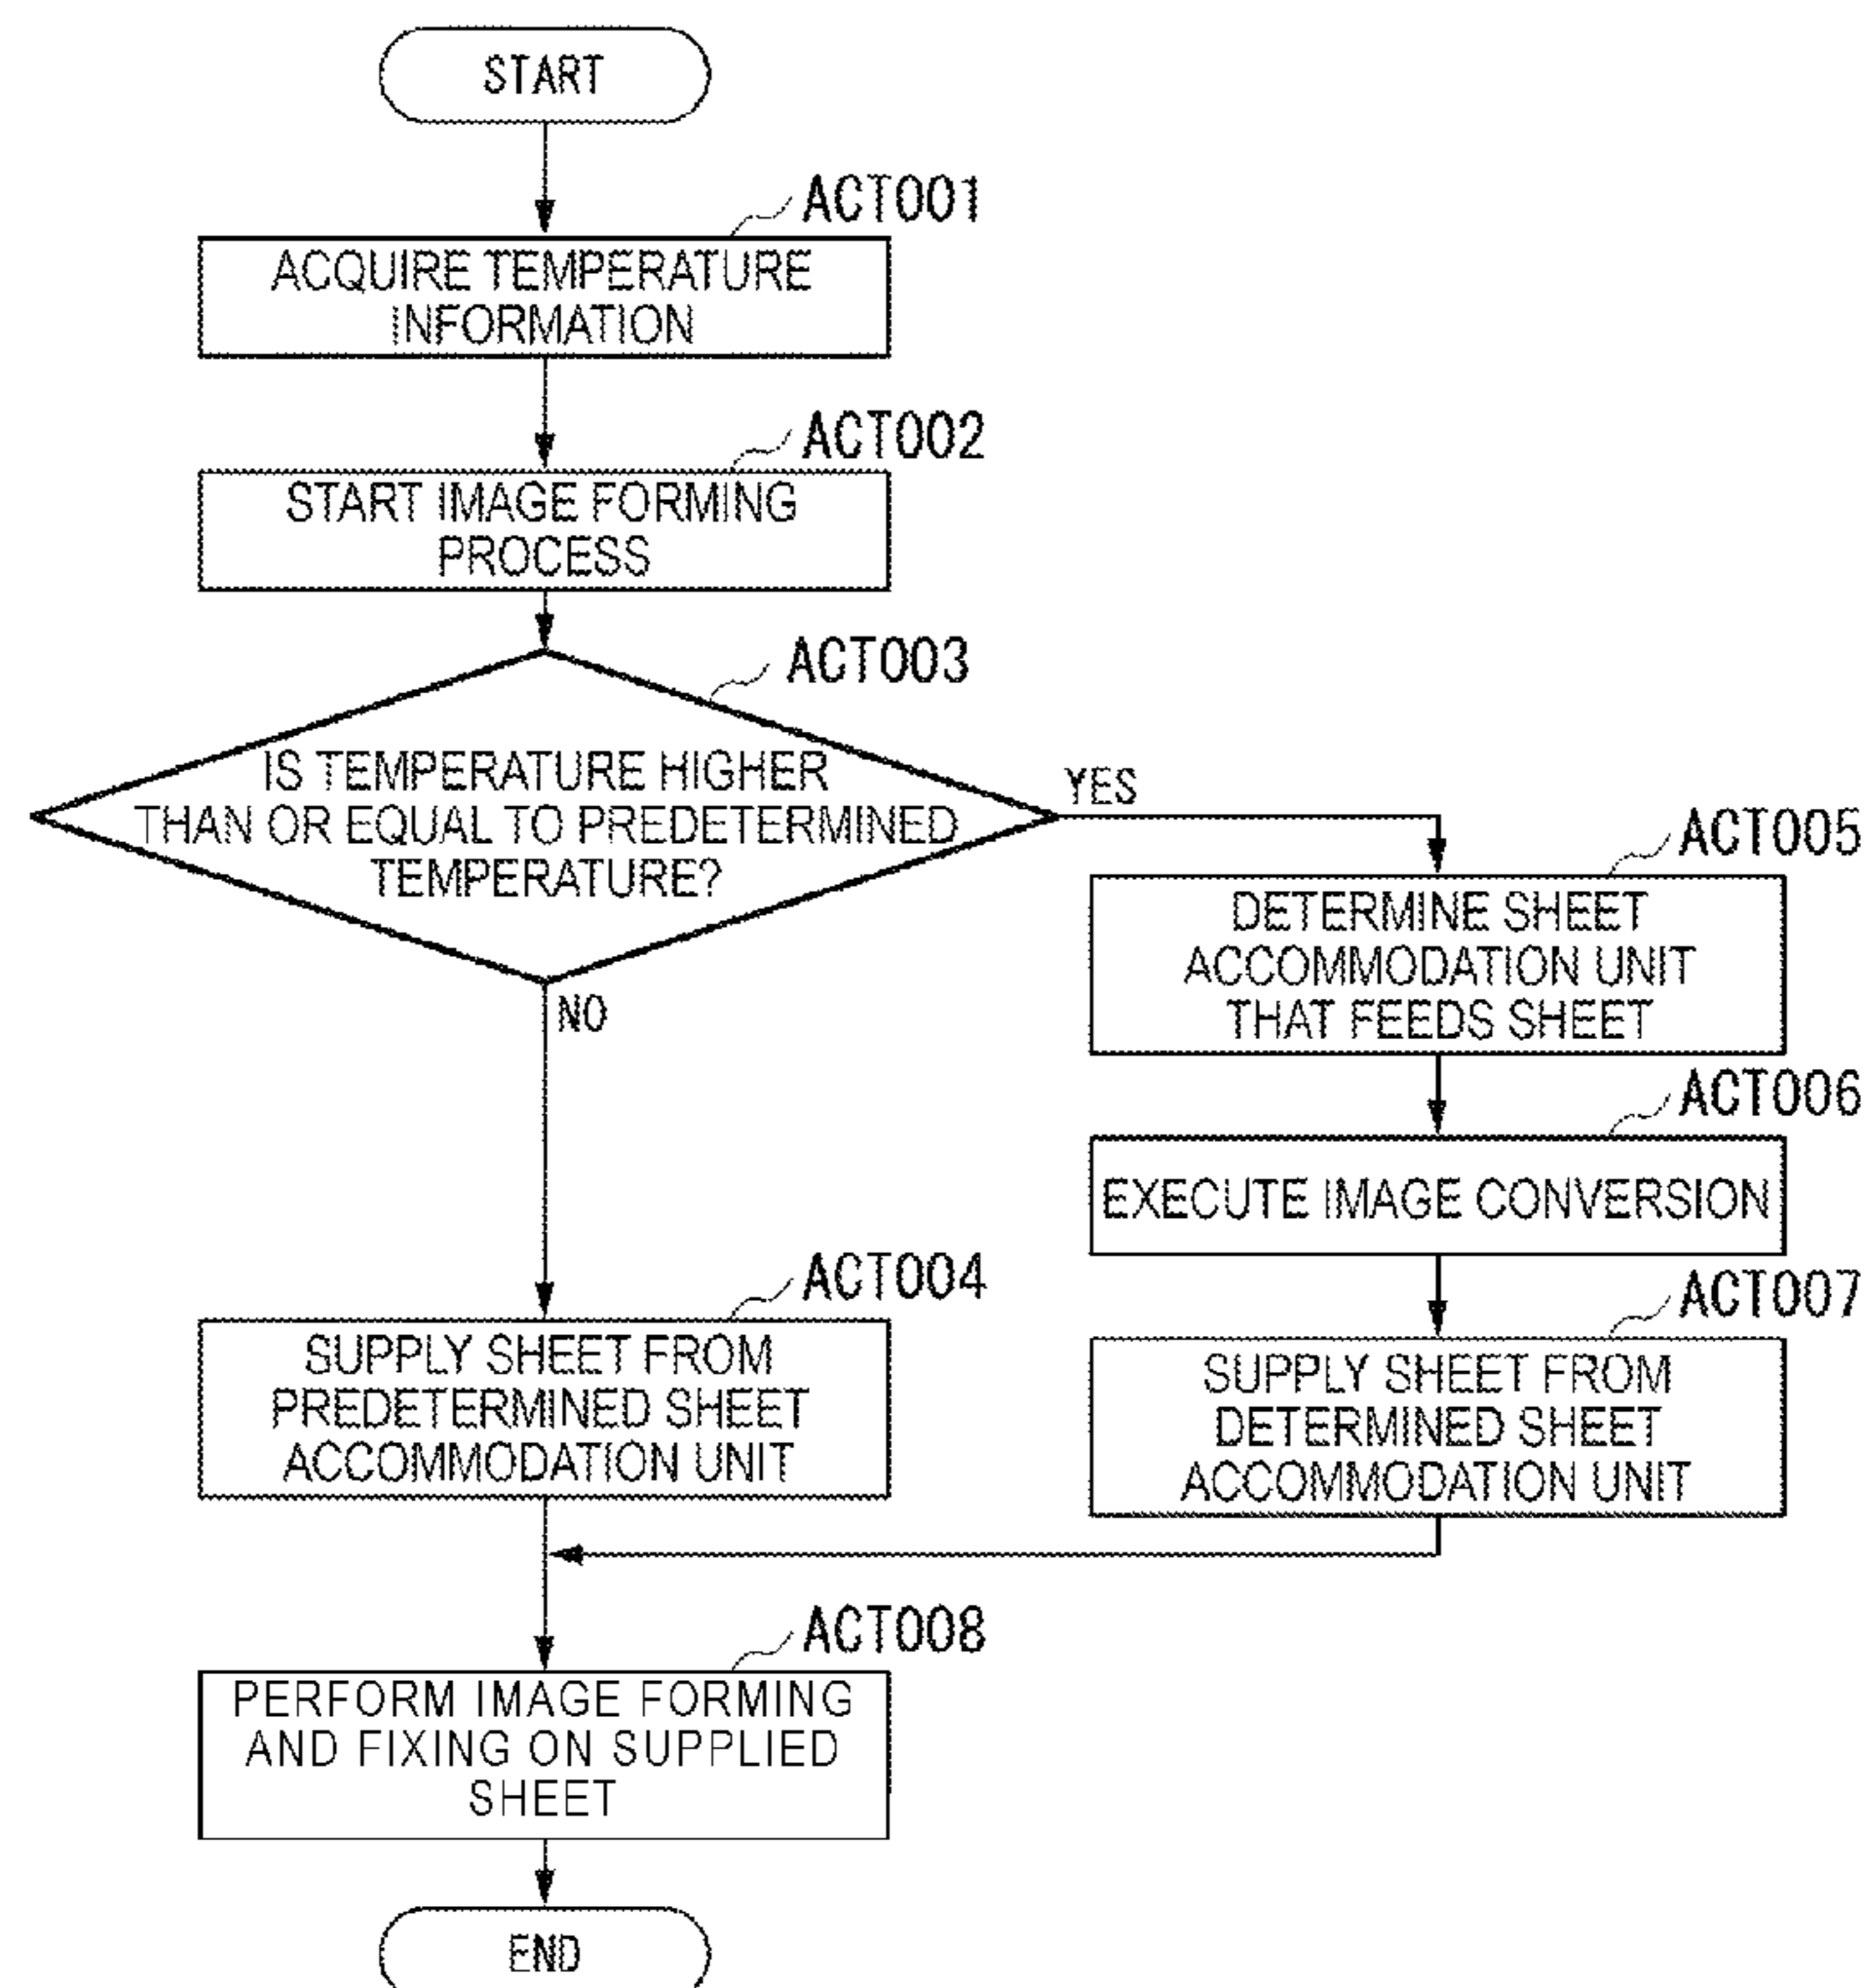 START
ACT001
ACQUIRE TEMPERATURE
INFORMATION
ACT002
START IMAGE FORMING
PROCESS
ACT003
IS TEMPERATURE HIGHER
THAN OR EQUAL TO PREDETERMINED
TEMPERATURE?
YES
NO
ACT005
DETERMINE SHEET
ACCOMMODATION UNIT
THAT FEEDS SHEET
ACT006
EXECUTE IMAGE CONVERSION
ACT004
SUPPLY SHEET FROM
PREDETERMINED SHEET
ACCOMMODATION UNIT
ACT007
SUPPLY SHEET FROM
DETERMINED SHEET
ACCOMMODATION UNIT
ACT008
PERFORM IMAGE FORMING
AND FIXING ON SUPPLIED
SHEET
END